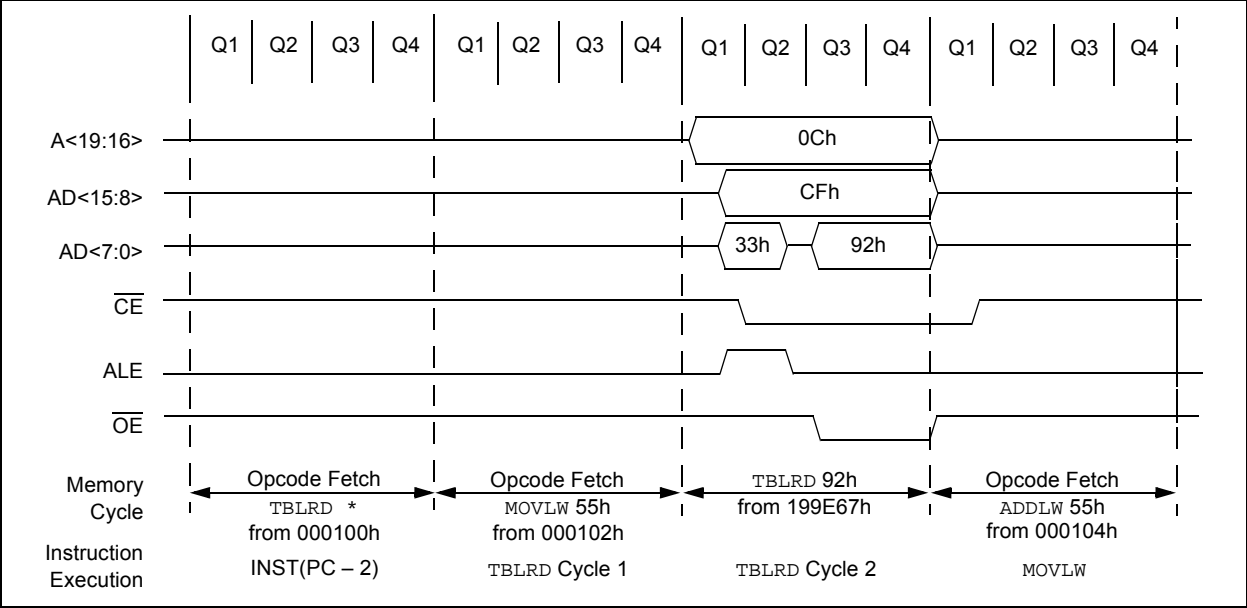 Q1 Q2 Q3 Q4 Q1 Q2 Q3 Q4 Q1 Q2 Q3 Q4 Q1 Q2 Q3 Q4
A<19:16> 0Ch
AD<15:8> CFh
AD<7:0> 33h 92h
CE
ALE
OE
Memory Cycle
Opcode Fetch
TBLRD *
from 000100h
Opcode Fetch
MOVLW 55h
from 000102h
TBLRD 92h
from 199E67h
Opcode Fetch
ADDLW 55h
from 000104h
Instruction
Execution
INST(PC – 2)
TBLRD Cycle 1
TBLRD Cycle 2
MOVLW